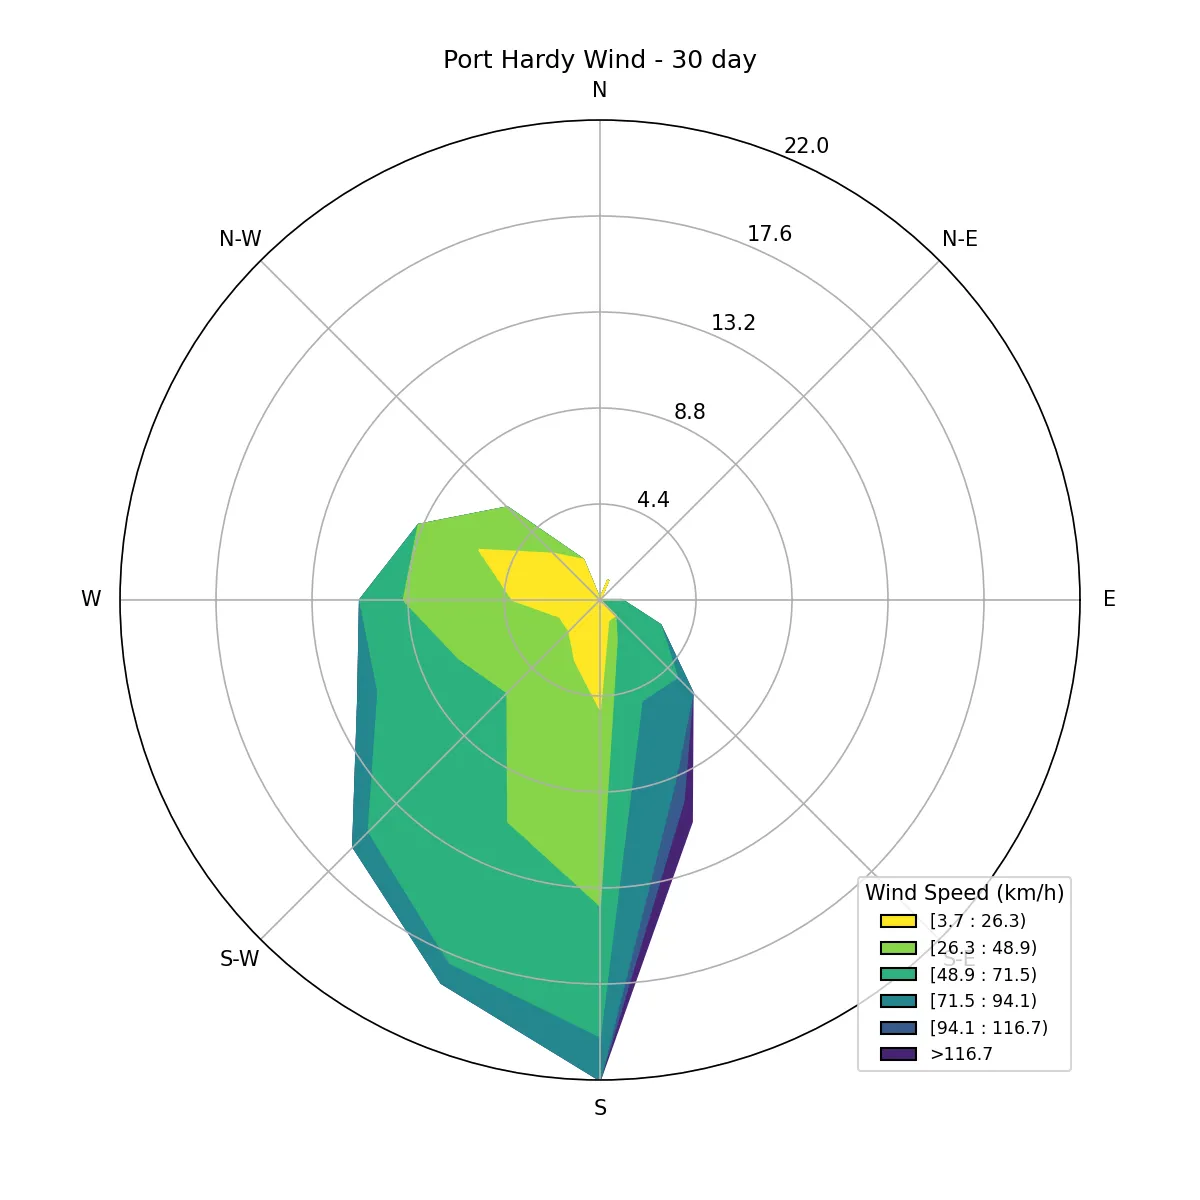 Port Hardy Wind - 30 day
N
22.0
N-W
17.6
N-E
13.2
8.8
4.4
W
E
Wind Speed (km/h)
[3.7 : 26.3)
[26.3 : 48.9)
S-W
S-E
[48.9 : 71.5)
[71.5 : 94.1)
[94.1 : 116.7)
>116.7
S